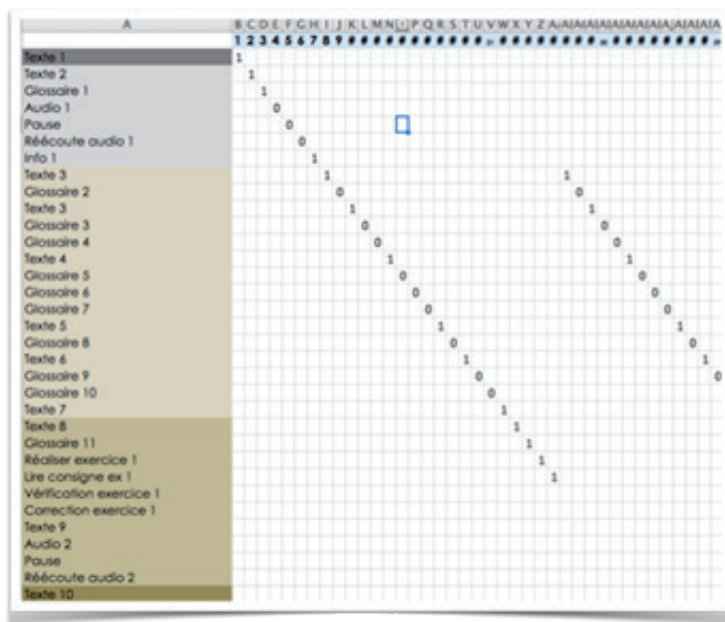 A B C D E F G H I J K L M N O P Q R S T U V W X Y Z
1 2 3 4 5 6 7 8 9 # # # # # # # # # # # 21 # # # # # # # # # # # # # # # #
Texte 1 1
Texte 2 1
Glossaire 1 1
Audio 1 0
Pause 0
Réécoute audio 1 0
Info 1 1
Texte 3 1 1
Glossaire 2 0 0
Texte 3 1 1
Glossaire 3 0 0
Glossaire 4 0 0
Texte 4 1 1
Glossaire 5 0 0
Glossaire 6 0 0
Glossaire 7 0 0
Texte 5 1 1
Glossaire 8 0 0
Texte 6 1 1
Glossaire 9 0 0
Glossaire 10 0
Texte 7 1
Texte 8 1
Glossaire 11 1
Réaliser exercice 1 1
Lire consigne ex 1 1
Vérification exercice 1
Correction exercice 1
Texte 9
Audio 2
Pause
Réécoute audio 2
Texte 10